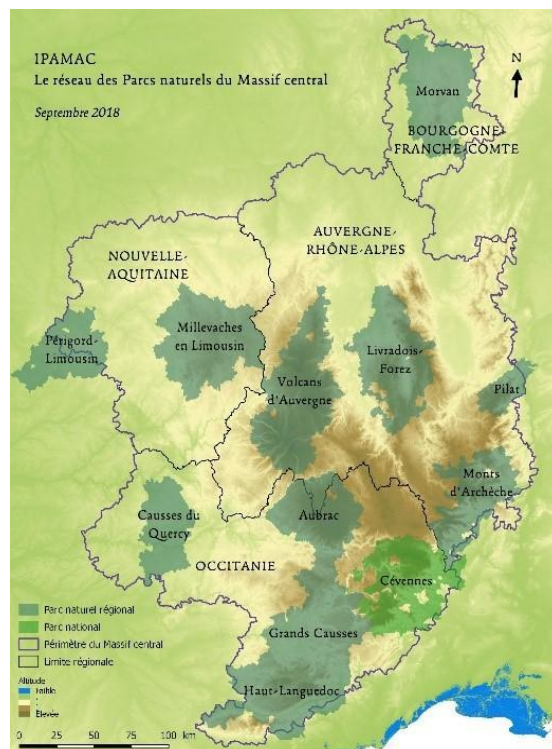 IPAMAC
Le réseau des Parcs naturels du Massif central
Septembre 2018
N
Morvan
BOURGOGNE-
FRANCHE-COMTE
AUVERGNE-
RHÔNE-ALPES
NOUVELLE-
AQUITAINE
Périgord-
Limousin
Millevaches
en Limousin
Livradois-
Forez
Volcans
d'Auvergne
Pilat
Monts
d'Archèche
Aubrac
Causses du
Quercy
OCCITANIE
Cévennes
Grands Causses
Haut-Languedoc
Parc naturel régional
Parc national
Périmètre du Massif central
Limite régionale
Altitude
Faible
Elevée
0 25 50 75 100 km